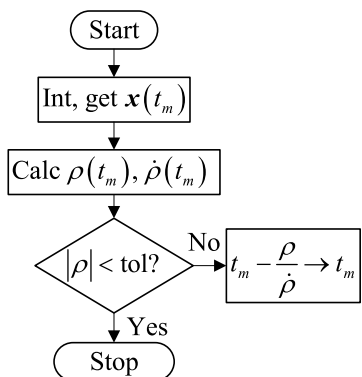 Start
Int, get x(t_m)
Calc ρ(t_m), ρ̇(t_m)
|ρ| < tol?
No
t_m − ρ/ρ̇ → t_m
Yes
Stop